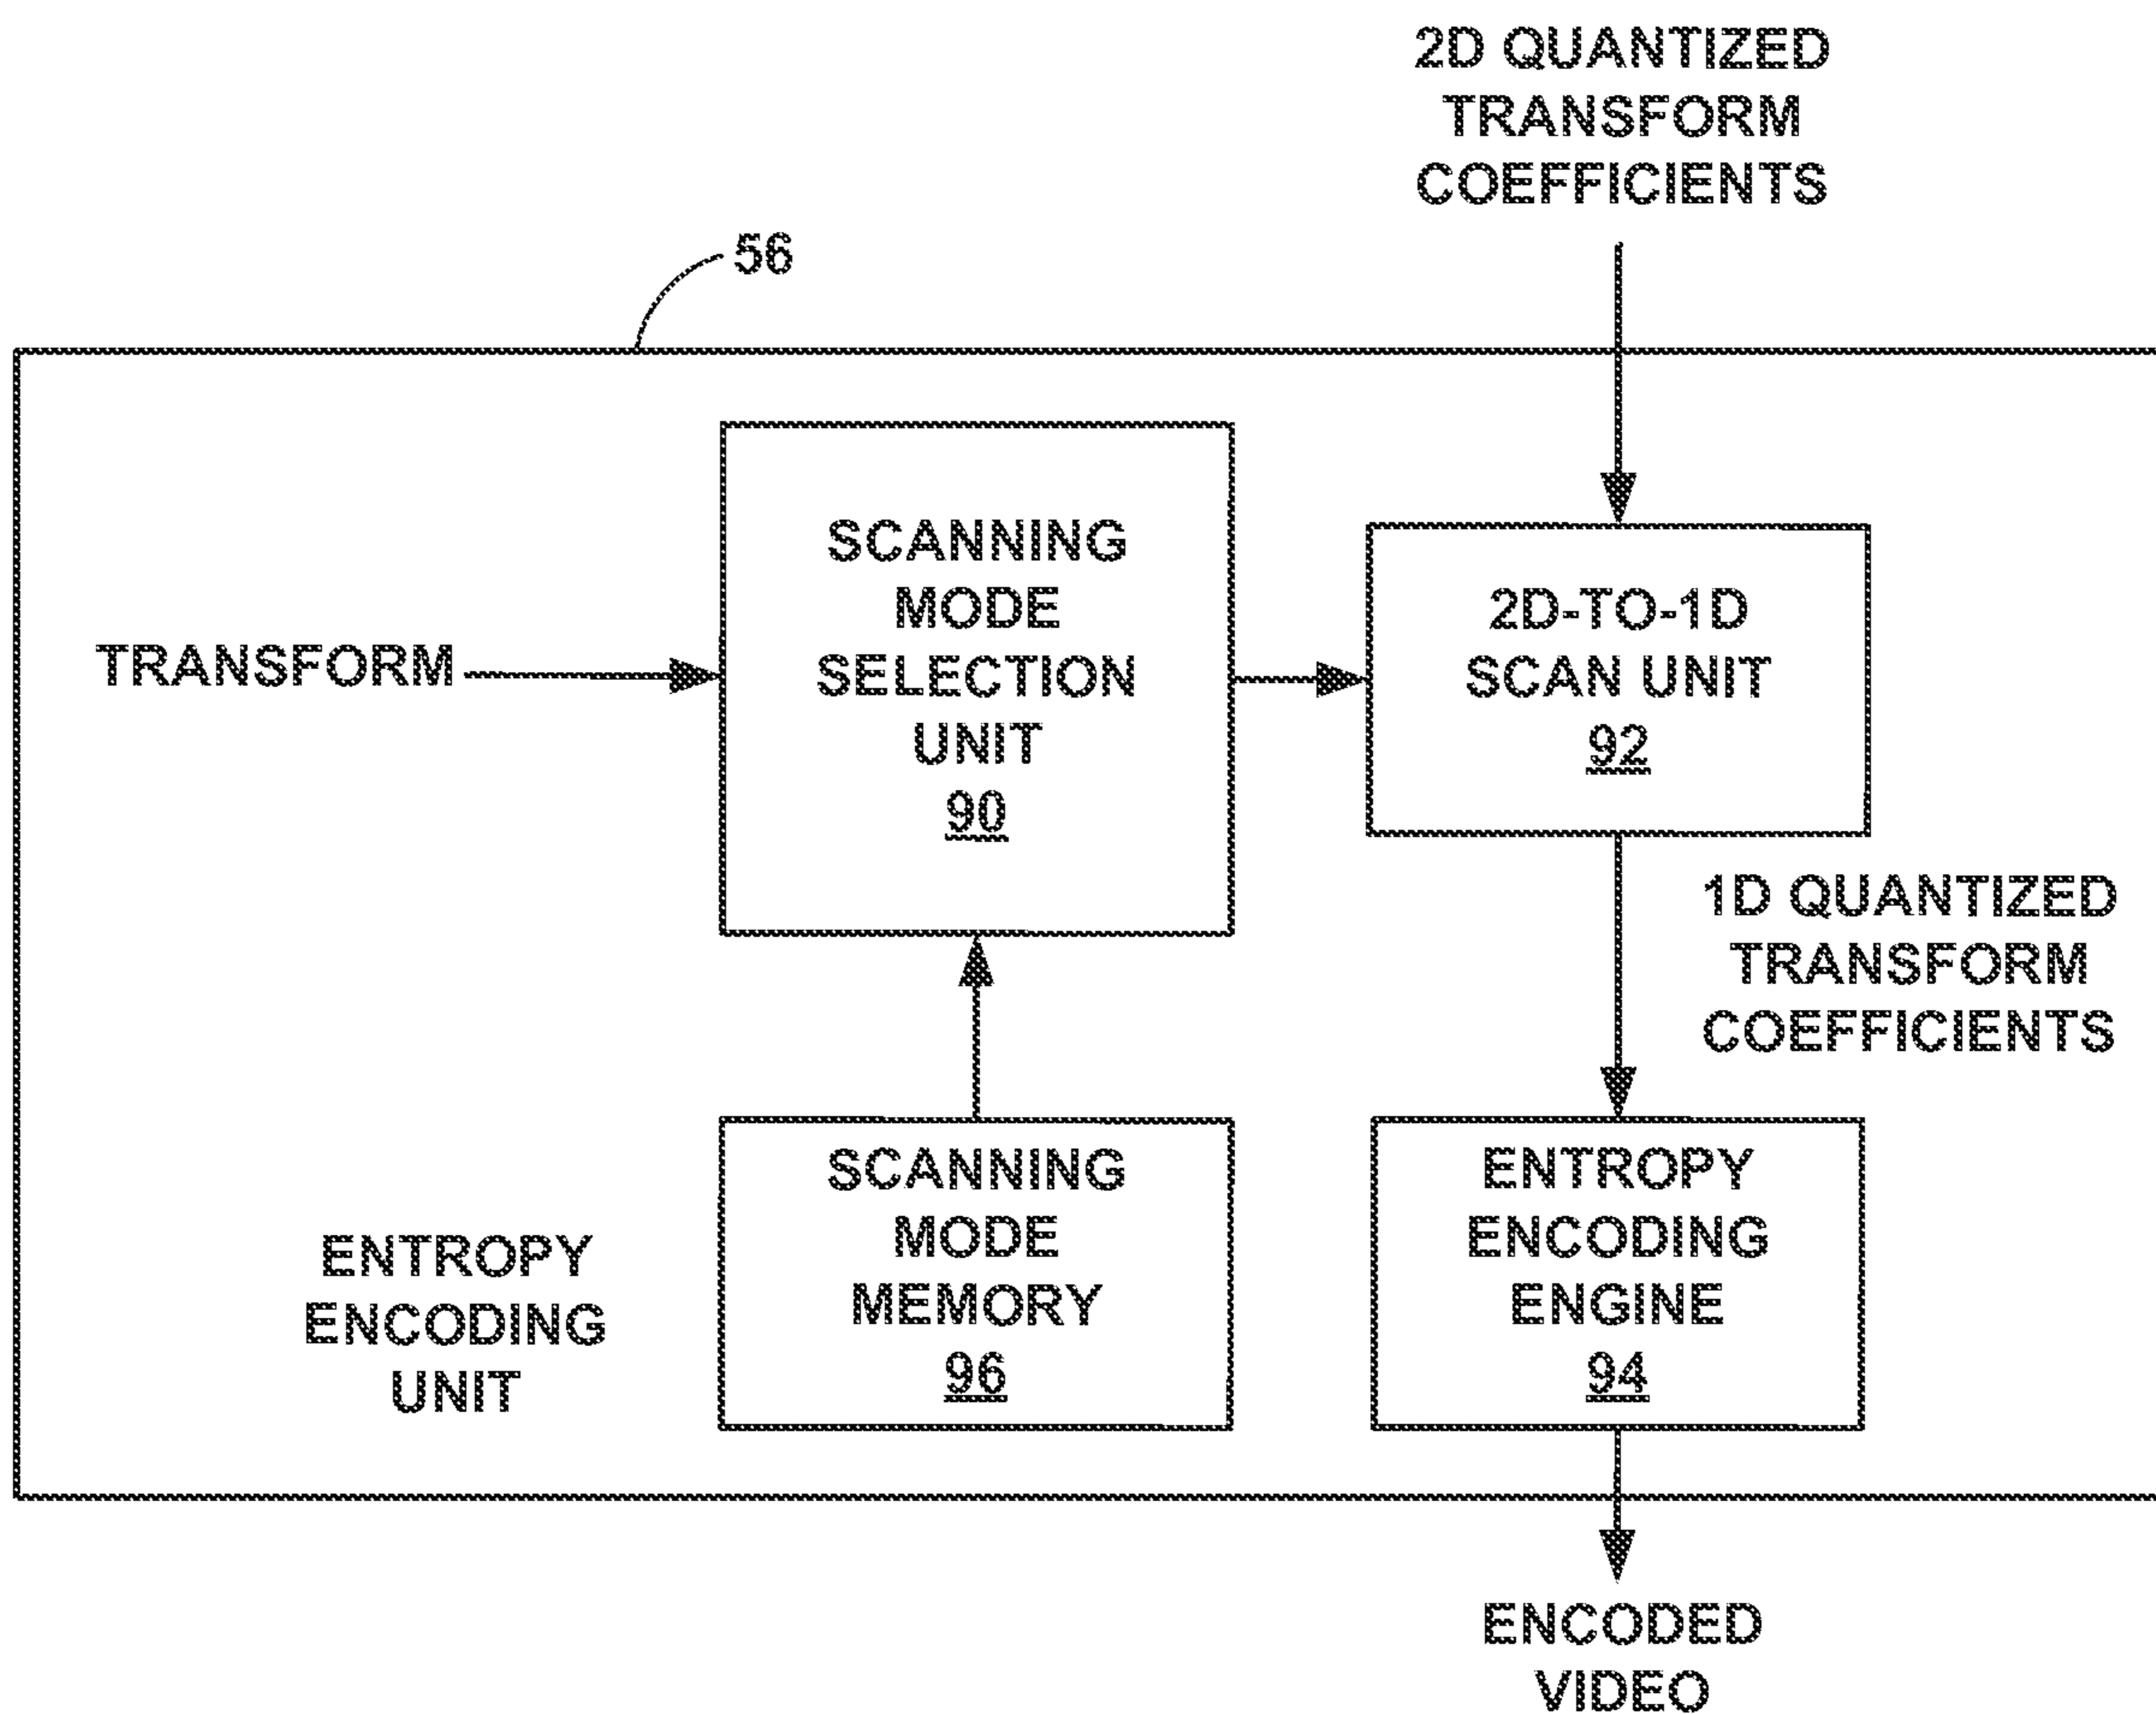 2D QUANTIZED
TRANSFORM
COEFFICIENTS
56
SCANNING
MODE
SELECTION
UNIT
90
2D-TO-1D
SCAN UNIT
92
TRANSFORM
1D QUANTIZED
TRANSFORM
COEFFICIENTS
SCANNING
MODE
MEMORY
96
ENTROPY
ENCODING
ENGINE
94
ENTROPY
ENCODING
UNIT
ENCODED
VIDEO